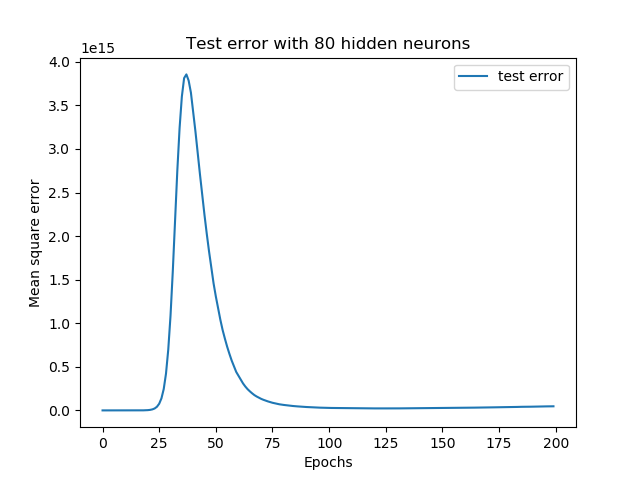 Test error with 80 hidden neurons
1e15
test error
4.0
3.5
3.0
2.5
2.0
1.5
1.0
0.5
0.0
Mean square error
0 25 50 75 100 125 150 175 200
Epochs